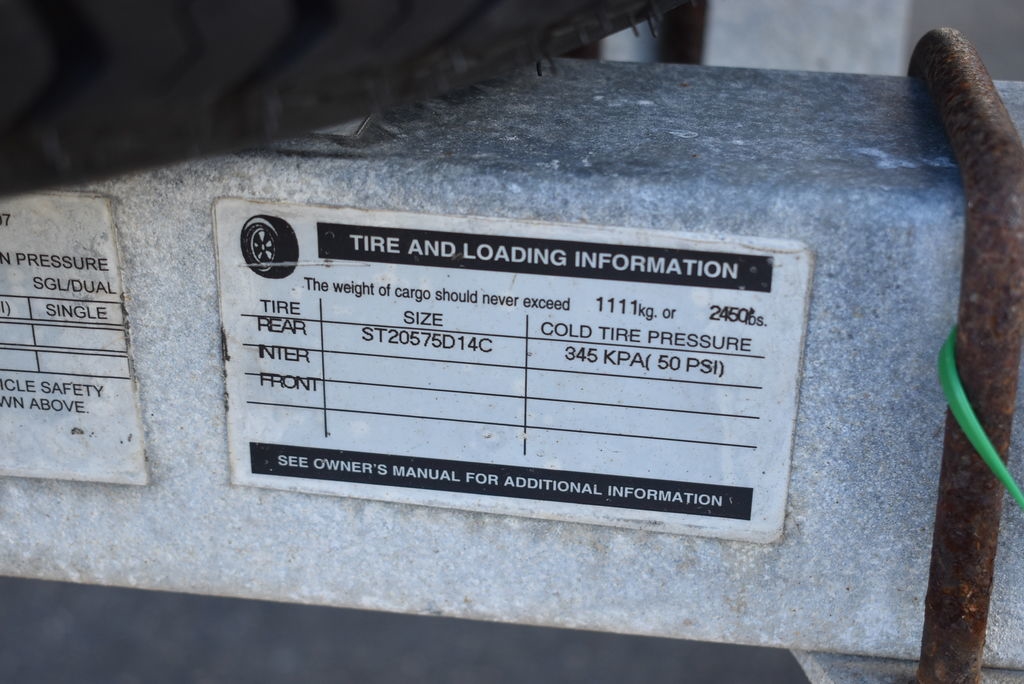 07
N PRESSURE
SGL/DUAL
I) SINGLE
ICLE SAFETY
WN ABOVE.
TIRE AND LOADING INFORMATION
The weight of cargo should never exceed 1111kg. or 2450lbs.
TIRE SIZE COLD TIRE PRESSURE
REAR ST20575D14C 345 KPA( 50 PSI)
INTER
FRONT
SEE OWNER'S MANUAL FOR ADDITIONAL INFORMATION